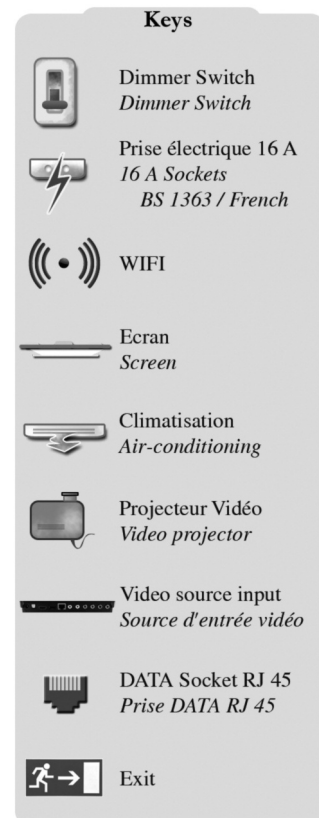 Keys
Dimmer Switch
Dimmer Switch
Prise électrique 16 A
16 A Sockets
BS 1363 / French
WIFI
Ecran
Screen
Climatisation
Air-conditioning
Projecteur Vidéo
Video projector
Video source input
Source d'entrée vidéo
DATA Socket RJ 45
Prise DATA RJ 45
Exit